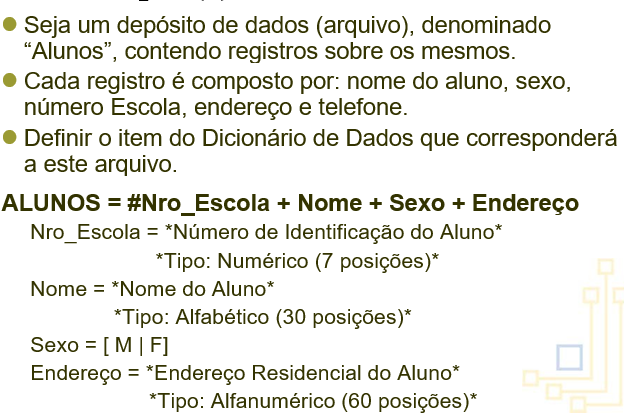 Seja um depósito de dados (arquivo), denominado
“Alunos”, contendo registros sobre os mesmos.
Cada registro é composto por: nome do aluno, sexo,
número Escola, endereço e telefone.
Definir o item do Dicionário de Dados que corresponderá
a este arquivo.
ALUNOS = #Nro_Escola + Nome + Sexo + Endereço
Nro_Escola = *Número de Identificação do Aluno*
*Tipo: Numérico (7 posições)*
Nome = *Nome do Aluno*
*Tipo: Alfabético (30 posições)*
Sexo = [ M | F]
Endereço = *Endereço Residencial do Aluno*
*Tipo: Alfanumérico (60 posições)*